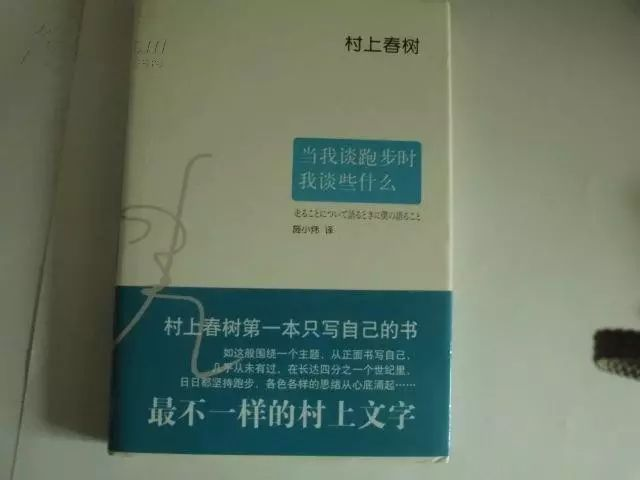 村上春树
当我谈跑步时
我谈些什么
走ることについて語るときに僕の語ること
施小炜 译
村上春树第一本只写自己的书
如这般围绕一个主题，从正面书写自己，
几乎从未有过，在长达四分之一个世纪里，
日日都坚持跑步，各色各样的思绪从心底涌起……
最不一样的村上文字